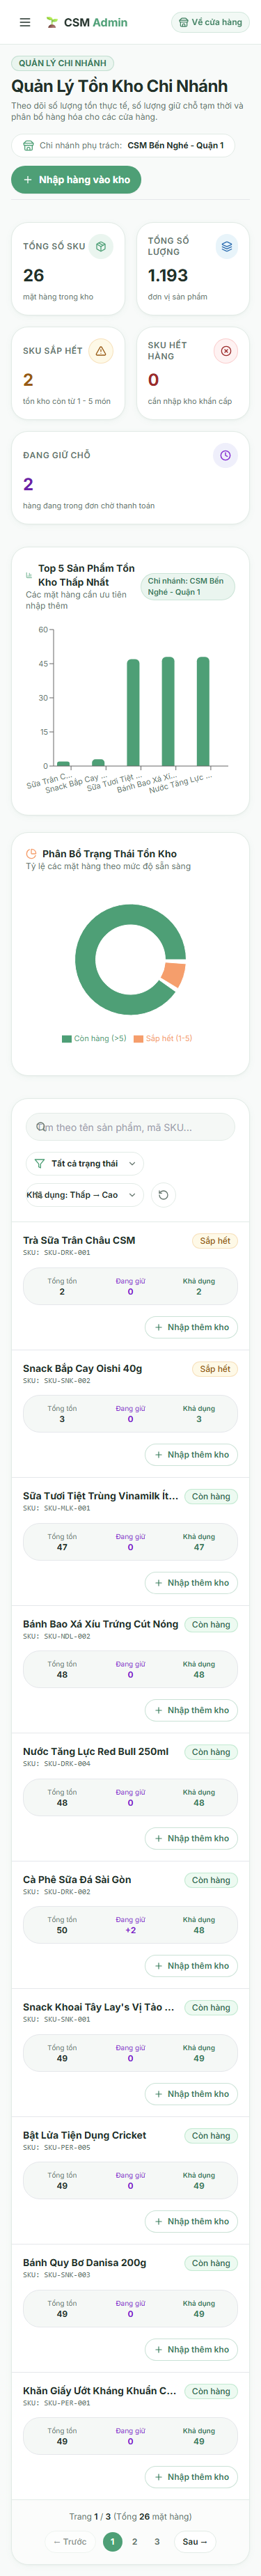 CSM Admin
Về cửa hàng
QUẢN LÝ CHI NHÁNH
Quản Lý Tồn Kho Chi Nhánh
Theo dõi số lượng tồn thực tế, số lượng giữ chỗ tạm thời và
phân bổ hàng hóa cho các cửa hàng.
Chi nhánh phụ trách: CSM Bến Nghé - Quận 1
Nhập hàng vào kho
TỔNG SỐ SKU
26
mặt hàng trong kho
TỔNG SỐ
LƯỢNG
1.193
đơn vị sản phẩm
SKU SẮP HẾT
2
tồn kho còn từ 1 - 5 món
SKU HẾT
HÀNG
0
cần nhập kho khẩn cấp
ĐANG GIỮ CHỖ
2
hàng đang trong đơn chờ thanh toán
Top 5 Sản Phẩm Tồn
Kho Thấp Nhất
Các mặt hàng cần ưu tiên
nhập thêm
Chi nhánh: CSM Bến
Nghé - Quận 1
60
45
30
15
0
Sữa Trân C...
Snack Bắp Cay ...
Sữa Tươi Tiệt ...
Bánh Bao Xá Xí...
Nước Tăng Lực ...
Phân Bổ Trạng Thái Tồn Kho
Tỷ lệ các mặt hàng theo mức độ sẵn sàng
Còn hàng (>5)
Sắp hết (1-5)
m theo tên sản phẩm, mã SKU...
Tất cả trạng thái
Khả dụng: Thấp → Cao
Trà Sữa Trân Châu CSM
Sắp hết
SKU: SKU-DRK-001
Tổng tồn Đang giữ Khả dụng
2 0 2
Nhập thêm kho
Snack Bắp Cay Oishi 40g
Sắp hết
SKU: SKU-SNK-002
Tổng tồn Đang giữ Khả dụng
3 0 3
Nhập thêm kho
Sữa Tươi Tiệt Trùng Vinamilk Ít...
Còn hàng
SKU: SKU-MLK-001
Tổng tồn Đang giữ Khả dụng
47 0 47
Nhập thêm kho
Bánh Bao Xá Xíu Trứng Cút Nóng
Còn hàng
SKU: SKU-NDL-002
Tổng tồn Đang giữ Khả dụng
48 0 48
Nhập thêm kho
Nước Tăng Lực Red Bull 250ml
Còn hàng
SKU: SKU-DRK-004
Tổng tồn Đang giữ Khả dụng
48 0 48
Nhập thêm kho
Cà Phê Sữa Đá Sài Gòn
Còn hàng
SKU: SKU-DRK-002
Tổng tồn Đang giữ Khả dụng
50 +2 48
Nhập thêm kho
Snack Khoai Tây Lay's Vị Tảo ...
Còn hàng
SKU: SKU-SNK-001
Tổng tồn Đang giữ Khả dụng
49 0 49
Nhập thêm kho
Bật Lửa Tiện Dụng Cricket
Còn hàng
SKU: SKU-PER-005
Tổng tồn Đang giữ Khả dụng
49 0 49
Nhập thêm kho
Bánh Quy Bơ Danisa 200g
Còn hàng
SKU: SKU-SNK-003
Tổng tồn Đang giữ Khả dụng
49 0 49
Nhập thêm kho
Khăn Giấy Ướt Kháng Khuẩn C...
Còn hàng
SKU: SKU-PER-001
Tổng tồn Đang giữ Khả dụng
49 0 49
Nhập thêm kho
Trang 1 / 3 (Tổng 26 mặt hàng)
← Trước 1 2 3 Sau →